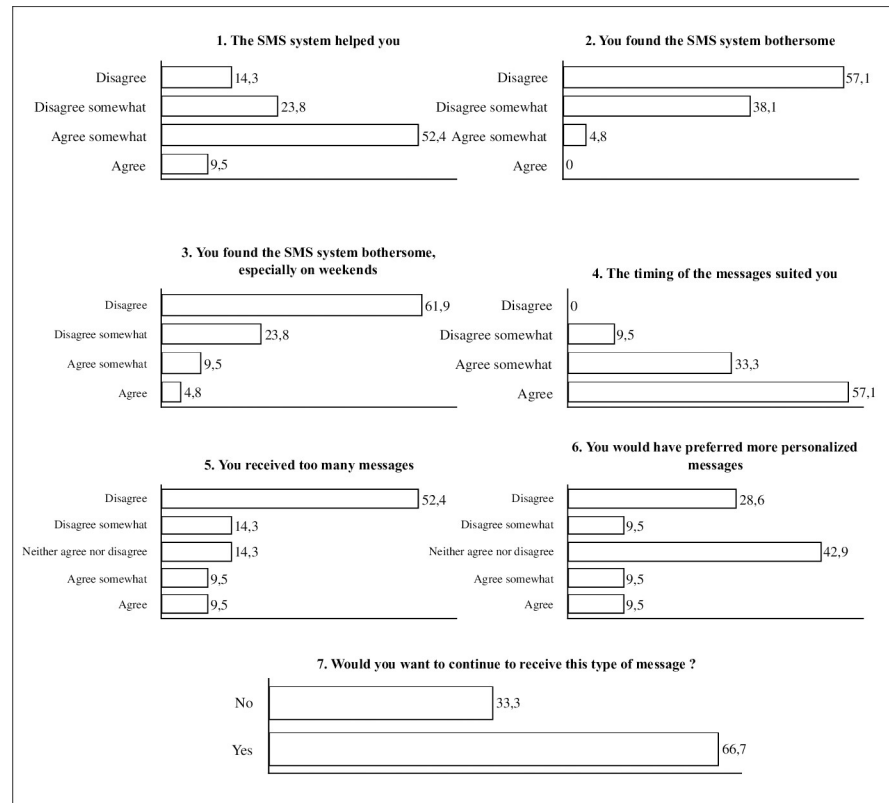 1. The SMS system helped you
Disagree
14,3
Disagree somewhat
23,8
Agree somewhat
52,4
Agree
9,5
2. You found the SMS system bothersome
Disagree
57,1
Disagree somewhat
38,1
Agree somewhat
4,8
Agree
0
3. You found the SMS system bothersome,
especially on weekends
Disagree
61,9
Disagree somewhat
23,8
Agree somewhat
9,5
Agree
4,8
4. The timing of the messages suited you
Disagree
0
Disagree somewhat
9,5
Agree somewhat
33,3
Agree
57,1
5. You received too many messages
Disagree
52,4
Disagree somewhat
14,3
Neither agree nor disagree
14,3
Agree somewhat
9,5
Agree
9,5
6. You would have preferred more personalized
messages
Disagree
28,6
Disagree somewhat
9,5
Neither agree nor disagree
42,9
Agree somewhat
9,5
Agree
9,5
7. Would you want to continue to receive this type of message ?
No
33,3
Yes
66,7